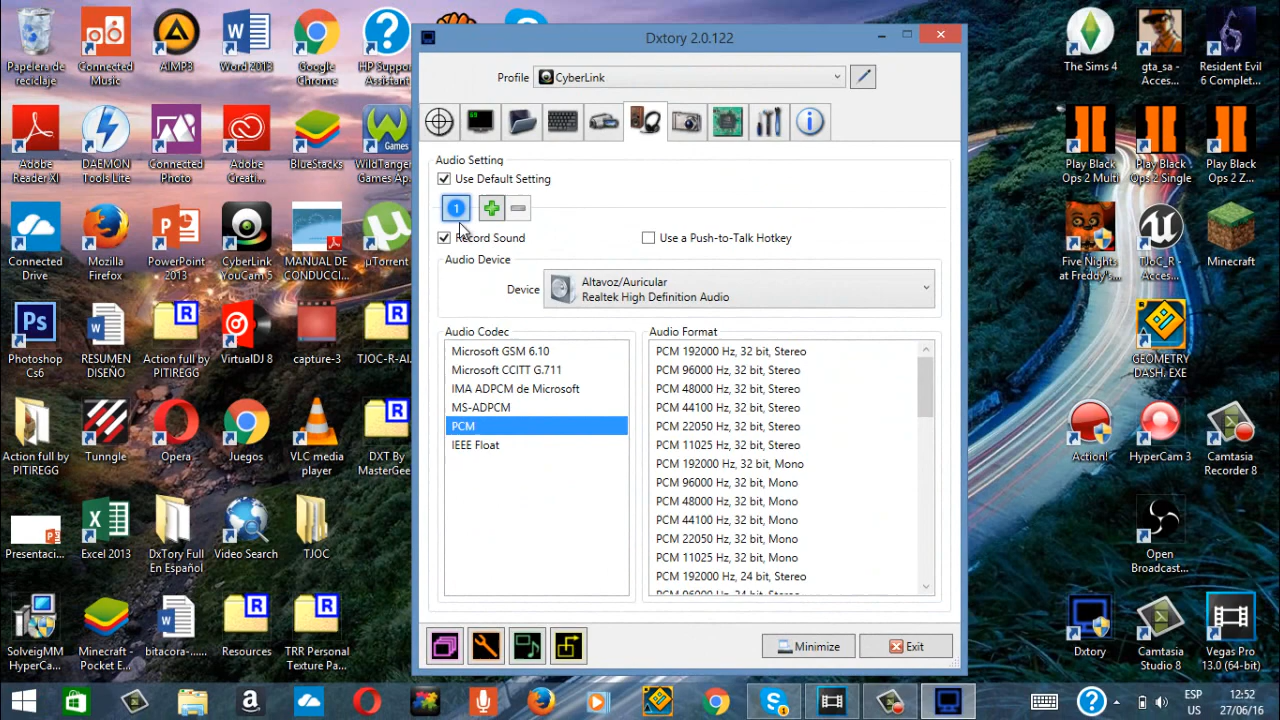 Dxtory 2.0.122
Profile
CyberLink
Audio Setting
Use Default Setting
1
Record Sound
Use a Push-to-Talk Hotkey
Audio Device
Device
Altavoz/Auricular
Realtek High Definition Audio
Audio Codec
Microsoft GSM 6.10
Microsoft CCITT G.711
IMA ADPCM de Microsoft
MS-ADPCM
PCM
IEEE Float
Audio Format
PCM 192000 Hz, 32 bit, Stereo
PCM 96000 Hz, 32 bit, Stereo
PCM 48000 Hz, 32 bit, Stereo
PCM 44100 Hz, 32 bit, Stereo
PCM 22050 Hz, 32 bit, Stereo
PCM 11025 Hz, 32 bit, Stereo
PCM 192000 Hz, 32 bit, Mono
PCM 96000 Hz, 32 bit, Mono
PCM 48000 Hz, 32 bit, Mono
PCM 44100 Hz, 32 bit, Mono
PCM 22050 Hz, 32 bit, Mono
PCM 11025 Hz, 32 bit, Mono
PCM 192000 Hz, 24 bit, Stereo
PCM 96000 Hz, 24 bit, Stereo
Minimize
Exit
Papelera de
reciclaje
Connected
Music
AIMP3
Word 2013
Google
Chrome
HP Support
Assistant
Adobe
Reader XI
DAEMON
Tools Lite
Connected
Photo
Adobe
Creati...
BlueStacks
WildTangent
Games Ap...
Connected
Drive
Mozilla
Firefox
PowerPoint
2013
CyberLink
YouCam 5
MANUAL DE
CONDUCCI...
µTorrent
Photoshop
Cs6
RESUMEN
DISEÑO
Action full by
PITIREGG
VirtualDJ 8
capture-3
TJOC-R-Al...
Action full by
PITIREGG
Tunngle
Opera
Juegos
VLC media
player
DXT By
MasterGee
Presentaci...
Excel 2013
DxTory Full
En Español
Video Search
TJOC
SolveigMM
HyperCa...
Minecraft -
Pocket E...
bitacora-......
Resources
TRR Personal
Texture Pa...
The Sims 4
gta_sa -
Acces...
Resident Evil
6 Complet...
Play Black
Ops 2 Multi
Play Black
Ops 2 Single
Play Black
Ops 2 Z...
Five Nights
at Freddy's...
TJoC_R -
Acces...
Minecraft
GEOMETRY
DASH. EXE
Action!
HyperCam 3
Camtasia
Recorder 8
Open
Broadcast...
Dxtory
Camtasia
Studio 8
Vegas Pro
13.0 (64-bit)
ESP
US
12:52
27/06/16